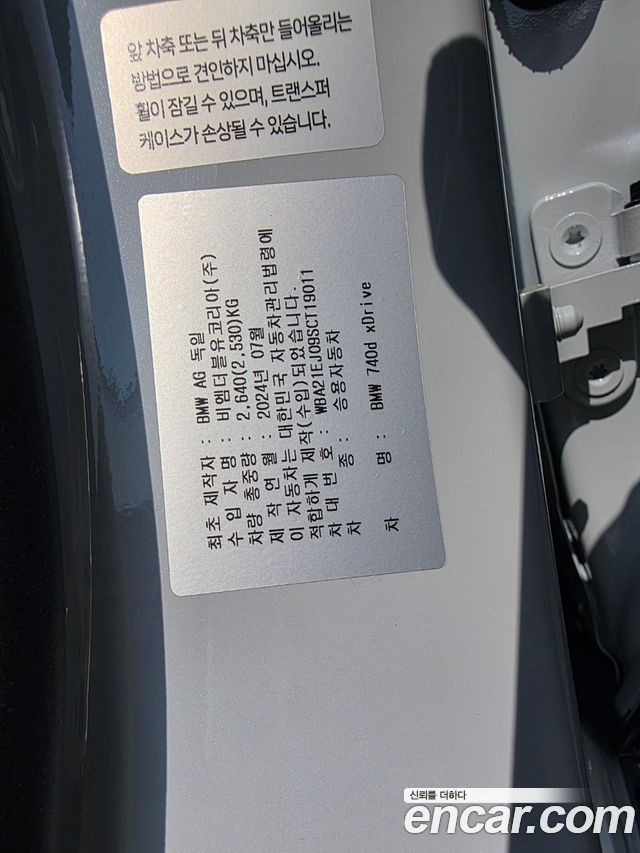 앞 차축 또는 뒤 차축만 들어올리는
방법으로 견인하지 마십시오.
휠이 잠길 수 있으며, 트랜스퍼
케이스가 손상될 수 있습니다.
최초 제작자 : BMW AG 독일
수 입 자 명 : 비엠더블유코리아(주)
차량 총중량 : 2,640(2,530)KG
제 작 연 월 : 2024년 07월
이 자동차는 대한민국 자동차관리법령에
적합하게 제작(수입)되었습니다.
차 대 번 호 : WBA21EJ09SCT19011
차 종 : 승용자동차
차 명 : BMW 740d xDrive
신뢰를 더하다
encar.com